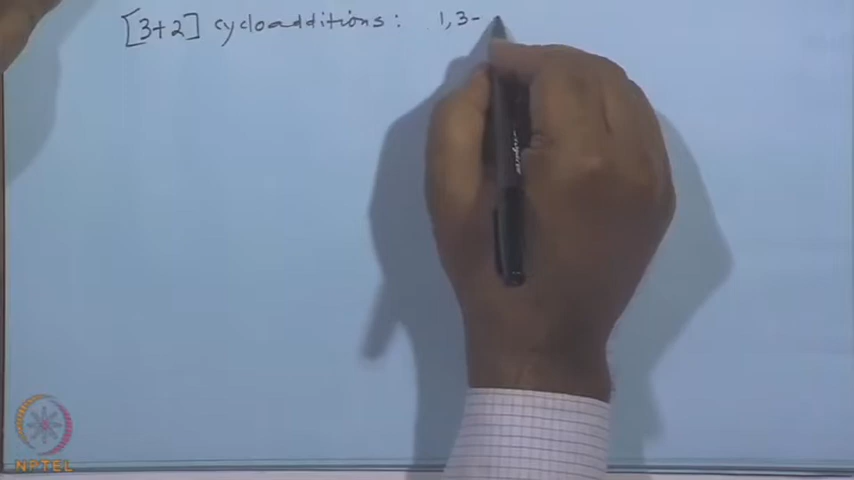 [3+2] cycloadditions : 1,3-
NPTEL